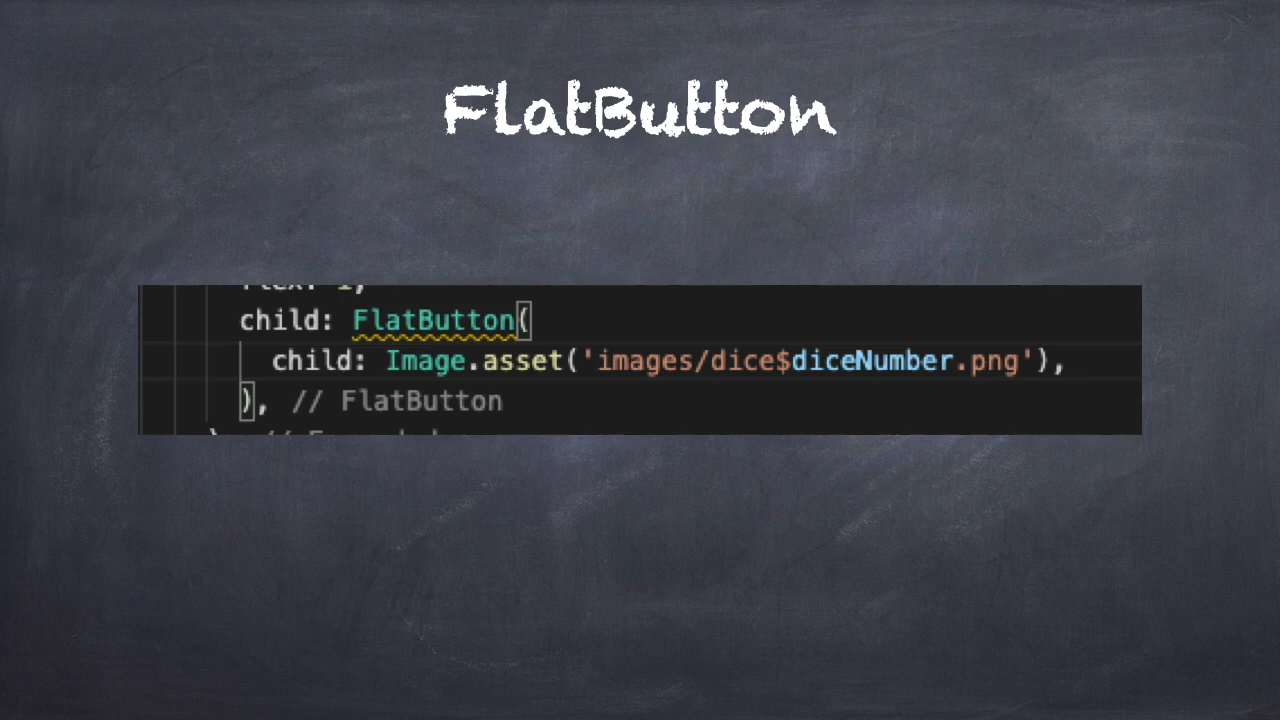 FlatButton
child: FlatButton(
child: Image.asset('images/dice$diceNumber.png'),
), // FlatButton